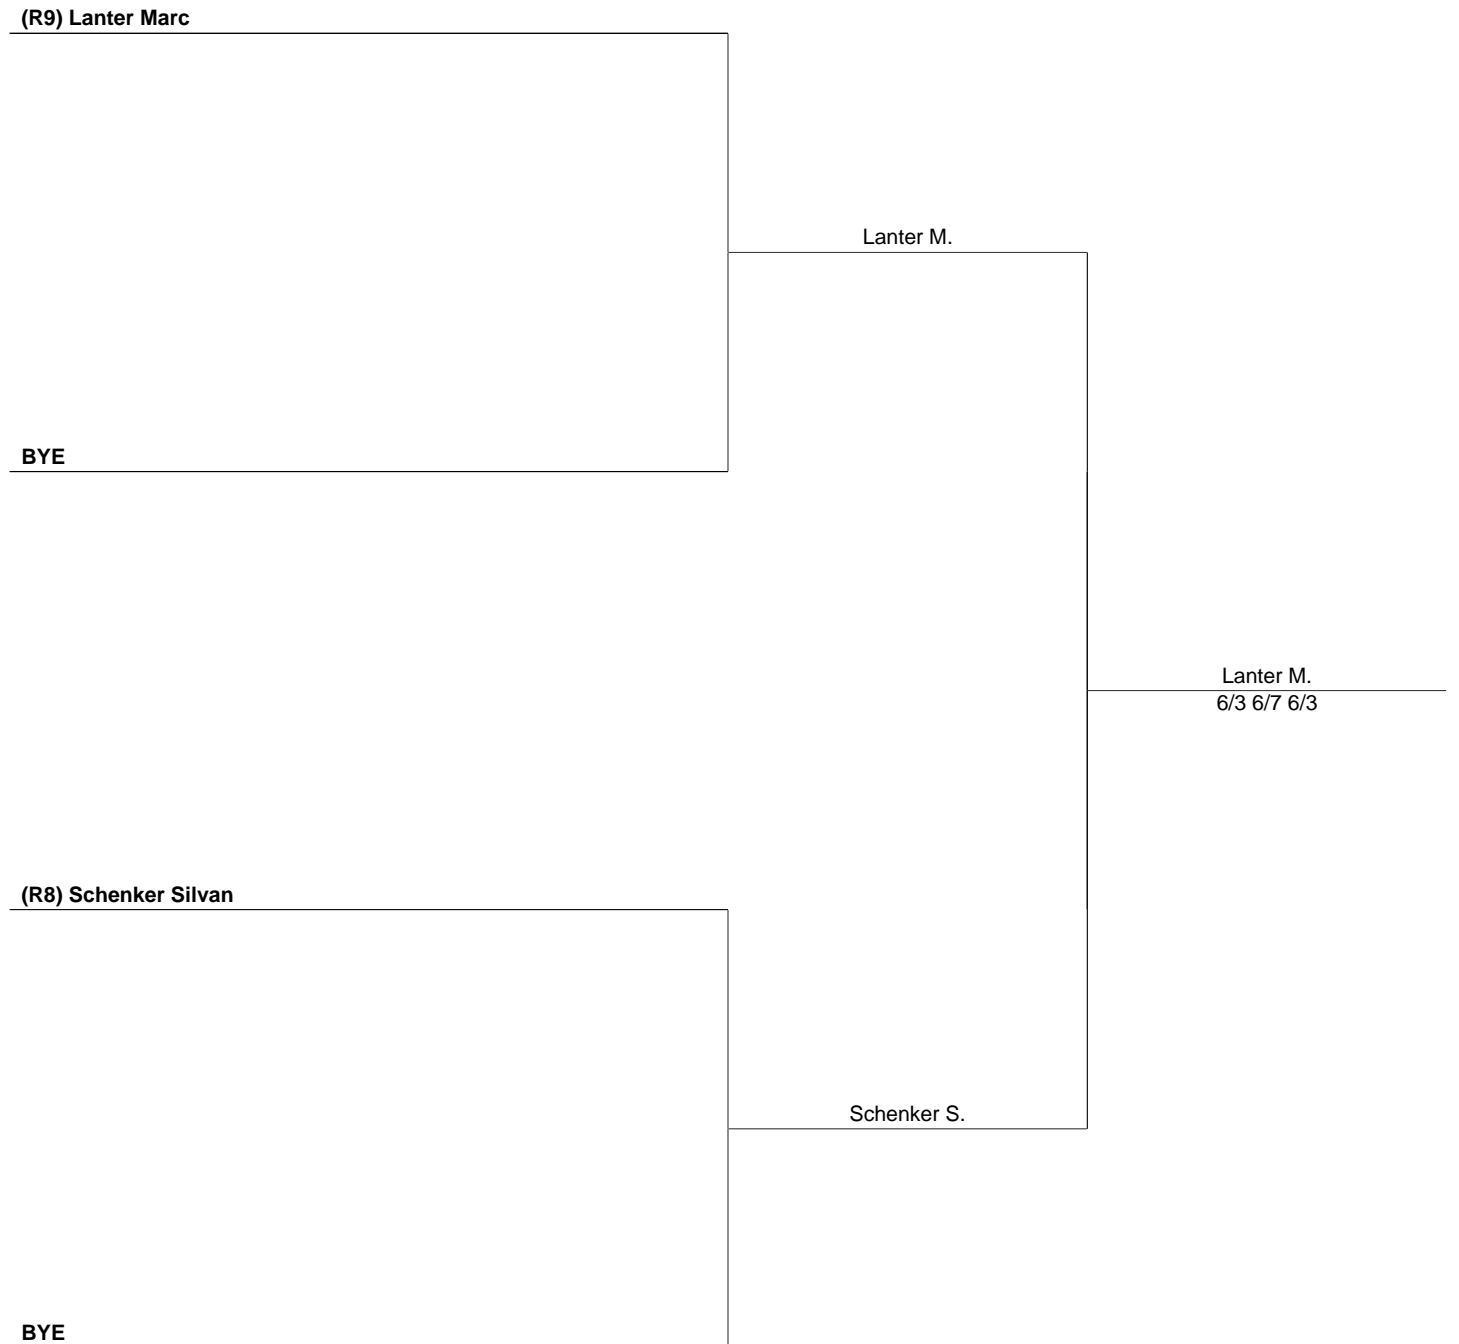 (R9) Lanter Marc
Lanter M.
BYE
Lanter M.
6/3 6/7 6/3
(R8) Schenker Silvan
Schenker S.
BYE